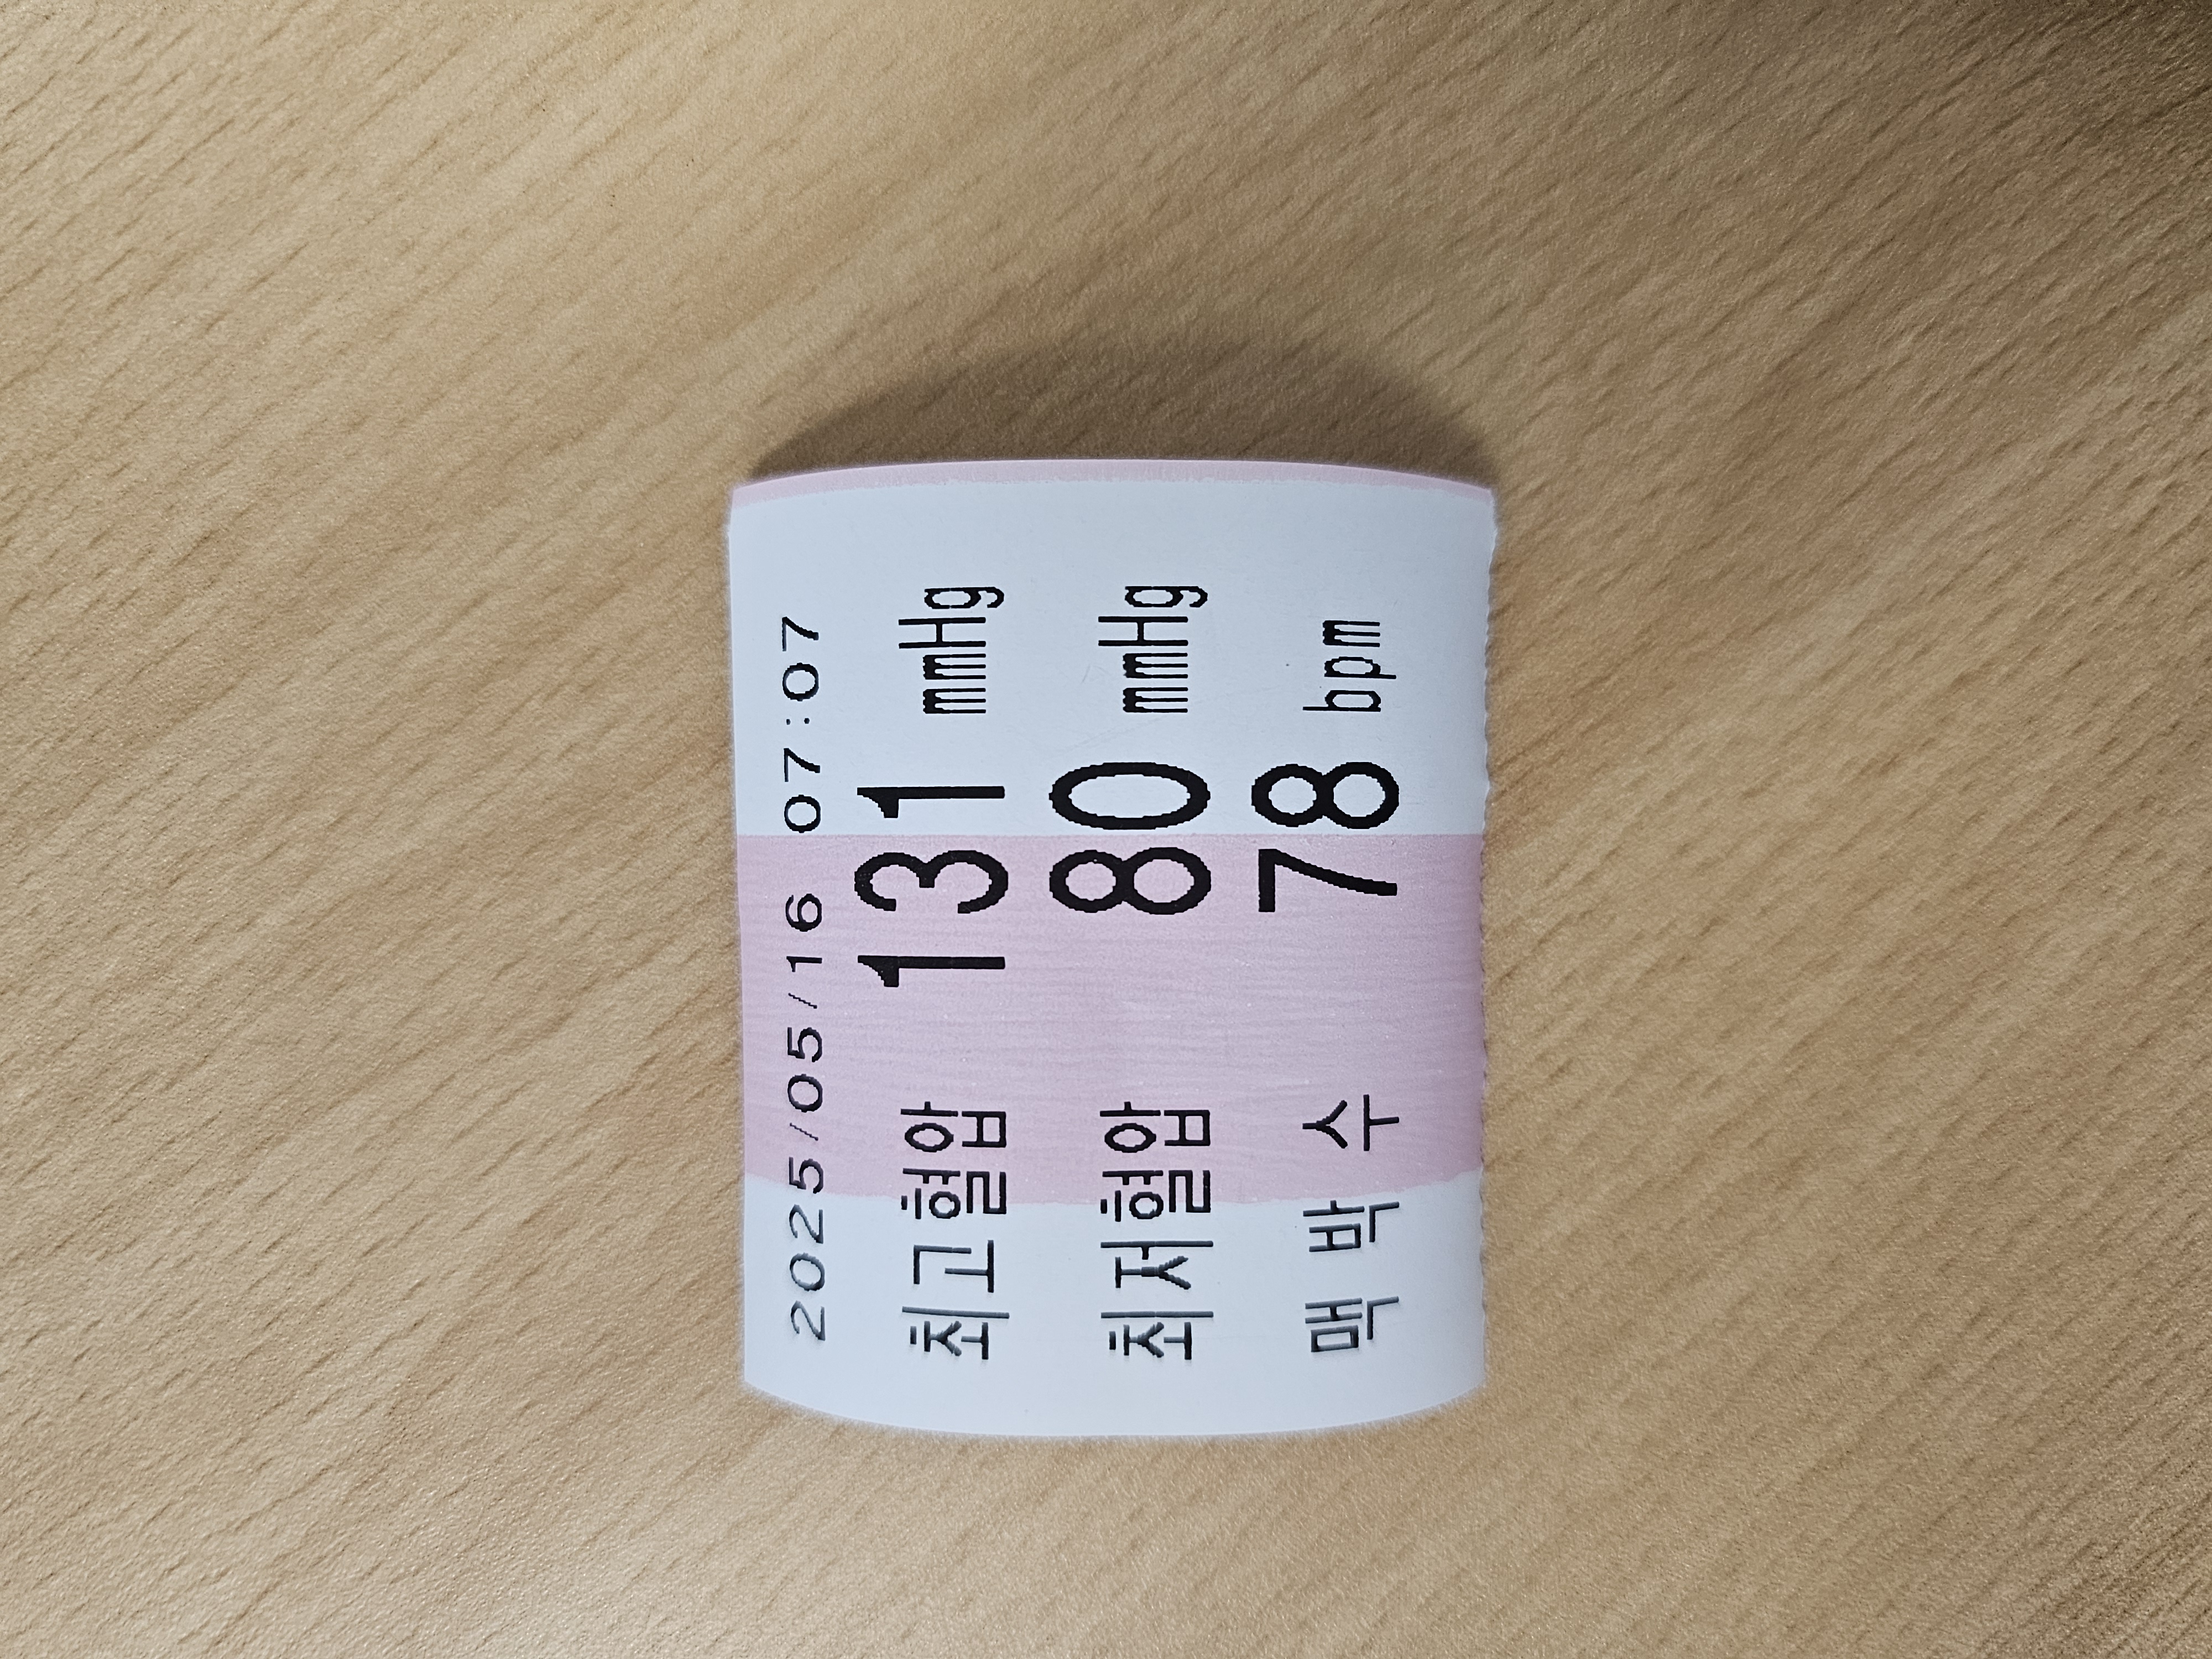 2025/05/16 07:07
최고혈압 131 mmHg
최저혈압 80 mmHg
맥 박 수 78 bpm